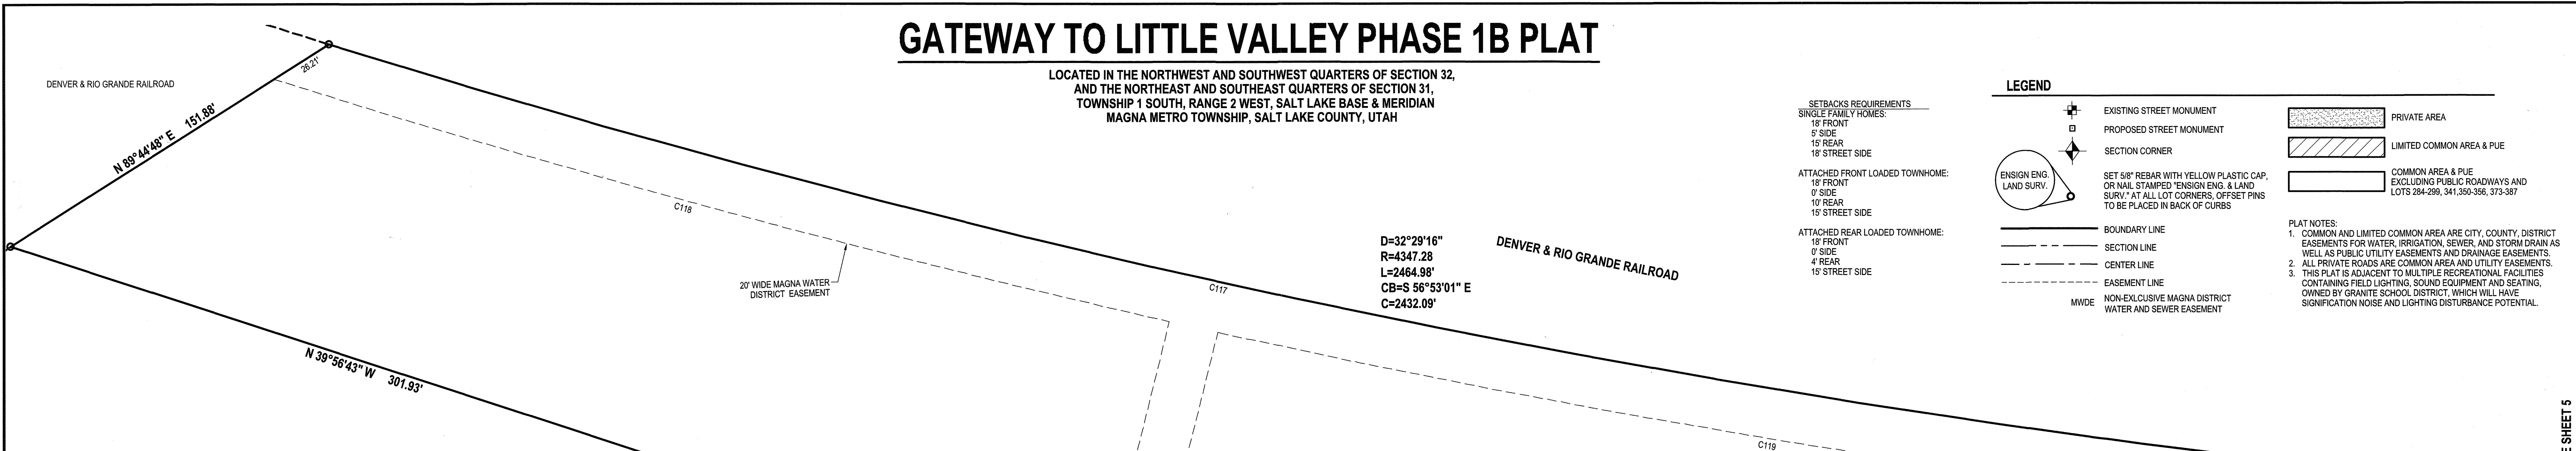 GATEWAY TO LITTLE VALLEY PHASE 1B PLAT
LOCATED IN THE NORTHWEST AND SOUTHWEST QUARTERS OF SECTION 32,
AND THE NORTHEAST AND SOUTHEAST QUARTERS OF SECTION 31,
TOWNSHIP 1 SOUTH, RANGE 2 WEST, SALT LAKE BASE & MERIDIAN
MAGNA METRO TOWNSHIP, SALT LAKE COUNTY, UTAH
26.21'
DENVER & RIO GRANDE RAILROAD
N 89°44'48" E 151.88'
C118
20' WIDE MAGNA WATER
DISTRICT EASEMENT
N 39°56'43" W 301.93'
C117
D=32°29'16"
R=4347.28
L=2464.98'
CB=S 56°53'01" E
C=2432.09'
DENVER & RIO GRANDE RAILROAD
C119
SETBACKS REQUIREMENTS
SINGLE FAMILY HOMES:
18' FRONT
5' SIDE
15' REAR
18' STREET SIDE
ATTACHED FRONT LOADED TOWNHOME:
18' FRONT
0' SIDE
10' REAR
15' STREET SIDE
ATTACHED REAR LOADED TOWNHOME:
18' FRONT
0' SIDE
4' REAR
15' STREET SIDE
LEGEND
EXISTING STREET MONUMENT
PROPOSED STREET MONUMENT
SECTION CORNER
ENSIGN ENG.
LAND SURV.
SET 5/8" REBAR WITH YELLOW PLASTIC CAP,
OR NAIL STAMPED "ENSIGN ENG. & LAND
SURV." AT ALL LOT CORNERS, OFFSET PINS
TO BE PLACED IN BACK OF CURBS
BOUNDARY LINE
SECTION LINE
CENTER LINE
EASEMENT LINE
MWDE NON-EXLCUSIVE MAGNA DISTRICT
WATER AND SEWER EASEMENT
PRIVATE AREA
LIMITED COMMON AREA & PUE
COMMON AREA & PUE
EXCLUDING PUBLIC ROADWAYS AND
LOTS 284-299, 341,350-356, 373-387
PLAT NOTES:
1. COMMON AND LIMITED COMMON AREA ARE CITY, COUNTY, DISTRICT
EASEMENTS FOR WATER, IRRIGATION, SEWER, AND STORM DRAIN AS
WELL AS PUBLIC UTILITY EASEMENTS AND DRAINAGE EASEMENTS.
2. ALL PRIVATE ROADS ARE COMMON AREA AND UTILITY EASEMENTS.
3. THIS PLAT IS ADJACENT TO MULTIPLE RECREATIONAL FACILITIES
CONTAINING FIELD LIGHTING, SOUND EQUIPMENT AND SEATING,
OWNED BY GRANITE SCHOOL DISTRICT, WHICH WILL HAVE
SIGNIFICATION NOISE AND LIGHTING DISTURBANCE POTENTIAL.
SHEET 5